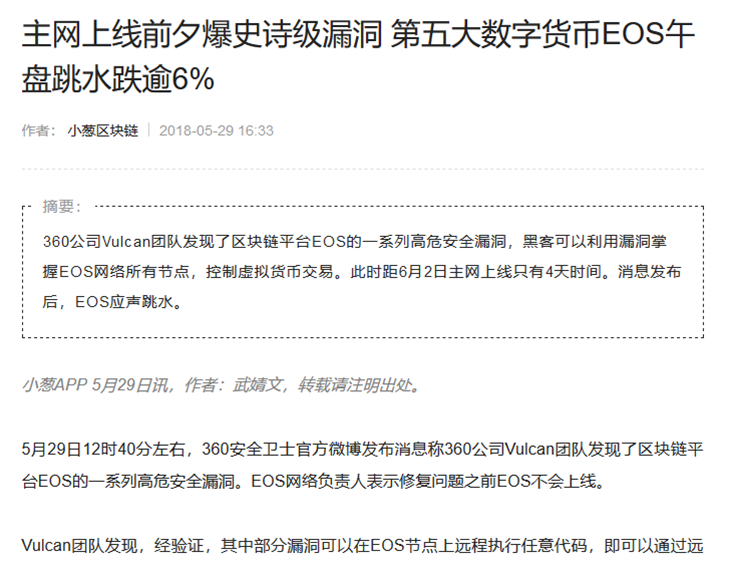 主网上线前夕爆史诗级漏洞 第五大数字货币EOS午
盘跳水跌逾6%
作者： 小葱区块链 | 2018-05-29 16:33
摘要：
360公司Vulcan团队发现了区块链平台EOS的一系列高危安全漏洞，黑客可以利用漏洞掌
握EOS网络所有节点，控制虚拟货币交易。此时距6月2日主网上线只有4天时间。消息发布
后，EOS应声跳水。
小葱APP 5月29日讯，作者：武婧文，转载请注明出处。
5月29日12时40分左右，360安全卫士官方微博发布消息称360公司Vulcan团队发现了区块链平
台EOS的一系列高危安全漏洞。EOS网络负责人表示修复问题之前EOS不会上线。
Vulcan团队发现，经验证，其中部分漏洞可以在EOS节点上远程执行任意代码，即可以通过远